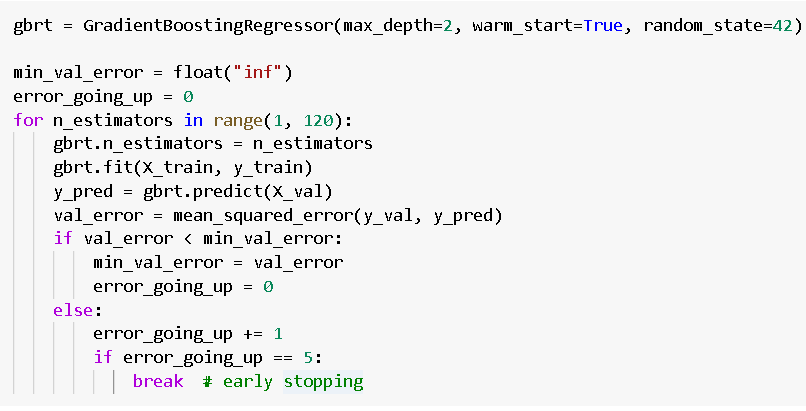 gbrt = GradientBoostingRegressor(max_depth=2, warm_start=True, random_state=42)

min_val_error = float("inf")
error_going_up = 0
for n_estimators in range(1, 120):
    gbrt.n_estimators = n_estimators
    gbrt.fit(X_train, y_train)
    y_pred = gbrt.predict(X_val)
    val_error = mean_squared_error(y_val, y_pred)
    if val_error < min_val_error:
        min_val_error = val_error
        error_going_up = 0
    else:
        error_going_up += 1
        if error_going_up == 5:
            break  # early stopping